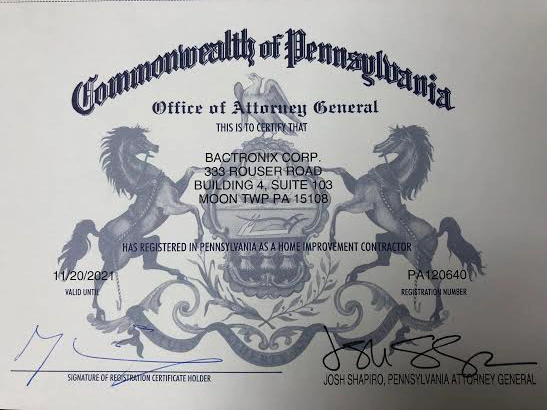 Commonwealth of Pennsylvania
Office of Attorney General
THIS IS TO CERTIFY THAT
BACTRONIX CORP.
333 ROUSER ROAD
BUILDING 4, SUITE 103
MOON TWP PA 15108
HAS REGISTERED IN PENNSYLVANIA AS A HOME IMPROVEMENT CONTRACTOR
11/20/2021 PA120640
VALID UNTIL REGISTRATION NUMBER
SIGNATURE OF REGISTRATION CERTIFICATE HOLDER JOSH SHAPIRO, PENNSYLVANIA ATTORNEY GENERAL